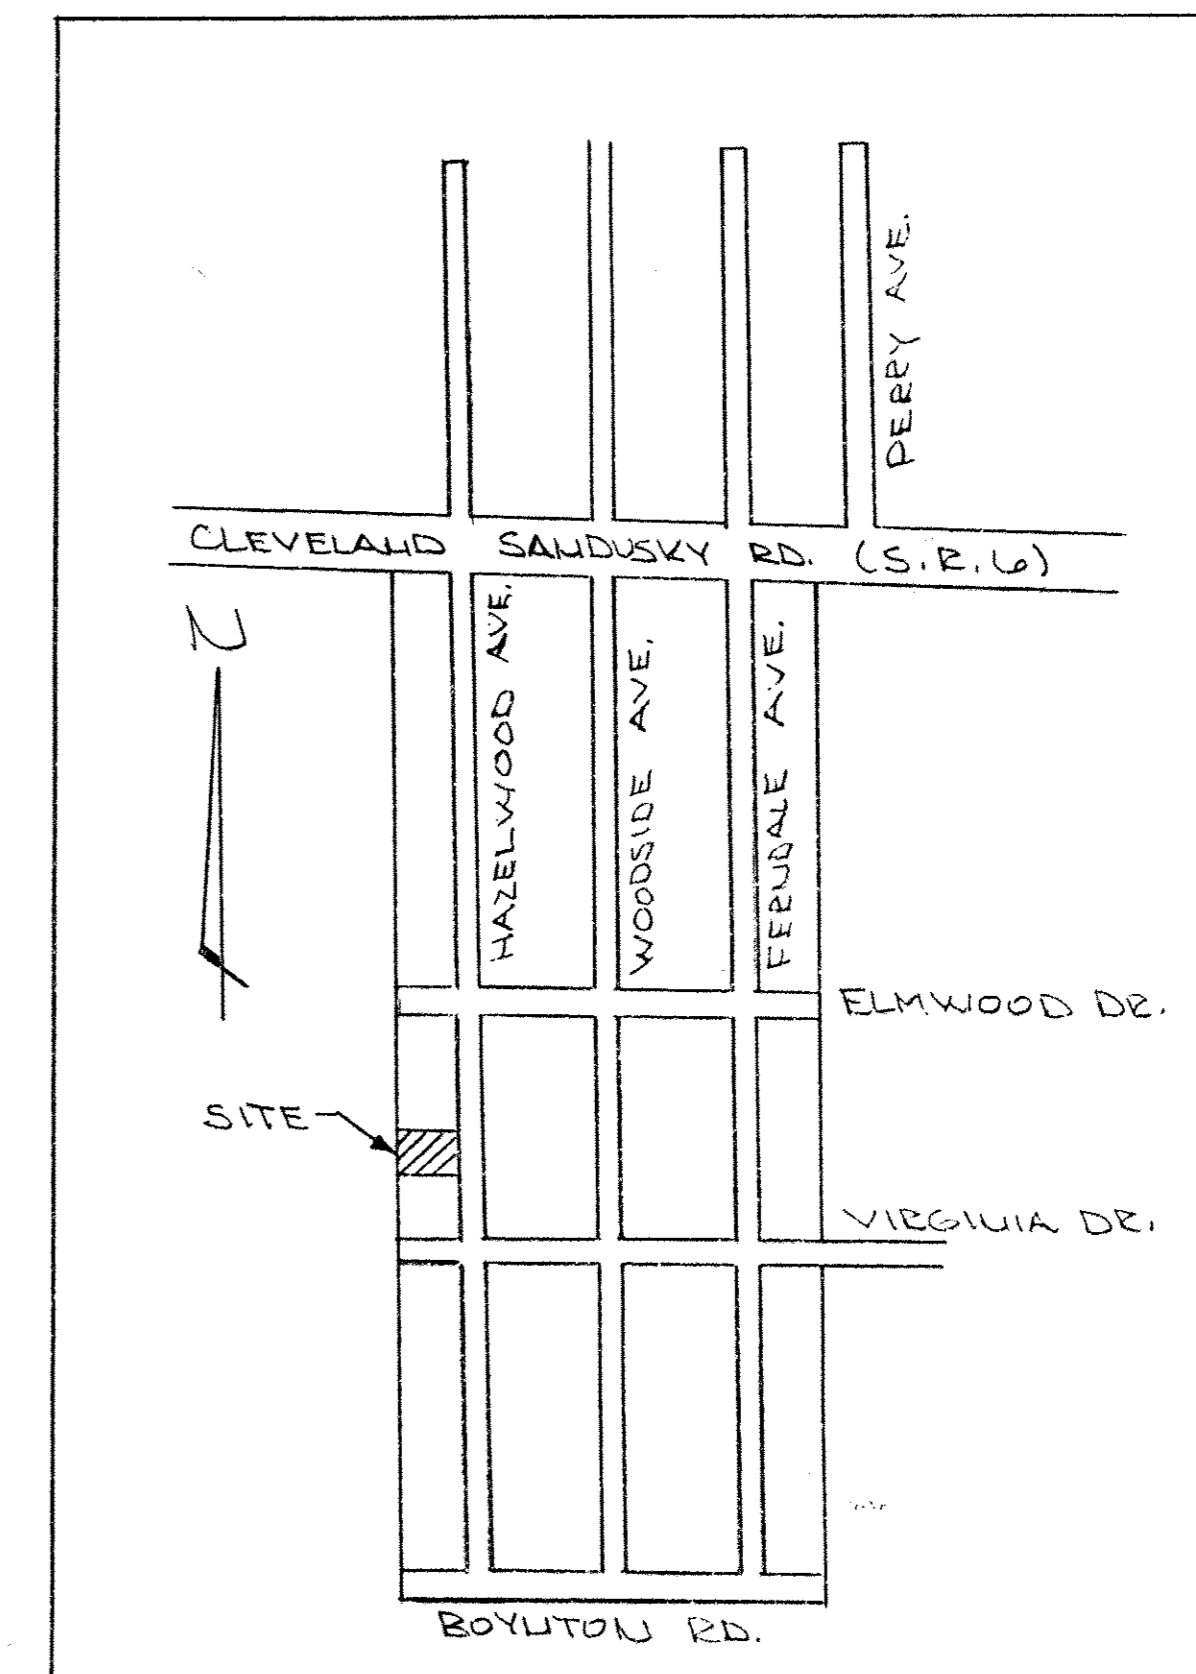 PERRY AVE.
CLEVELAND SANDUSKY RD. (S.R.6)
N
HAZELWOOD AVE.
WOODSIDE AVE.
FERNDALE AVE.
ELMWOOD DR.
SITE
VIRGINIA DR.
BOYNTON RD.